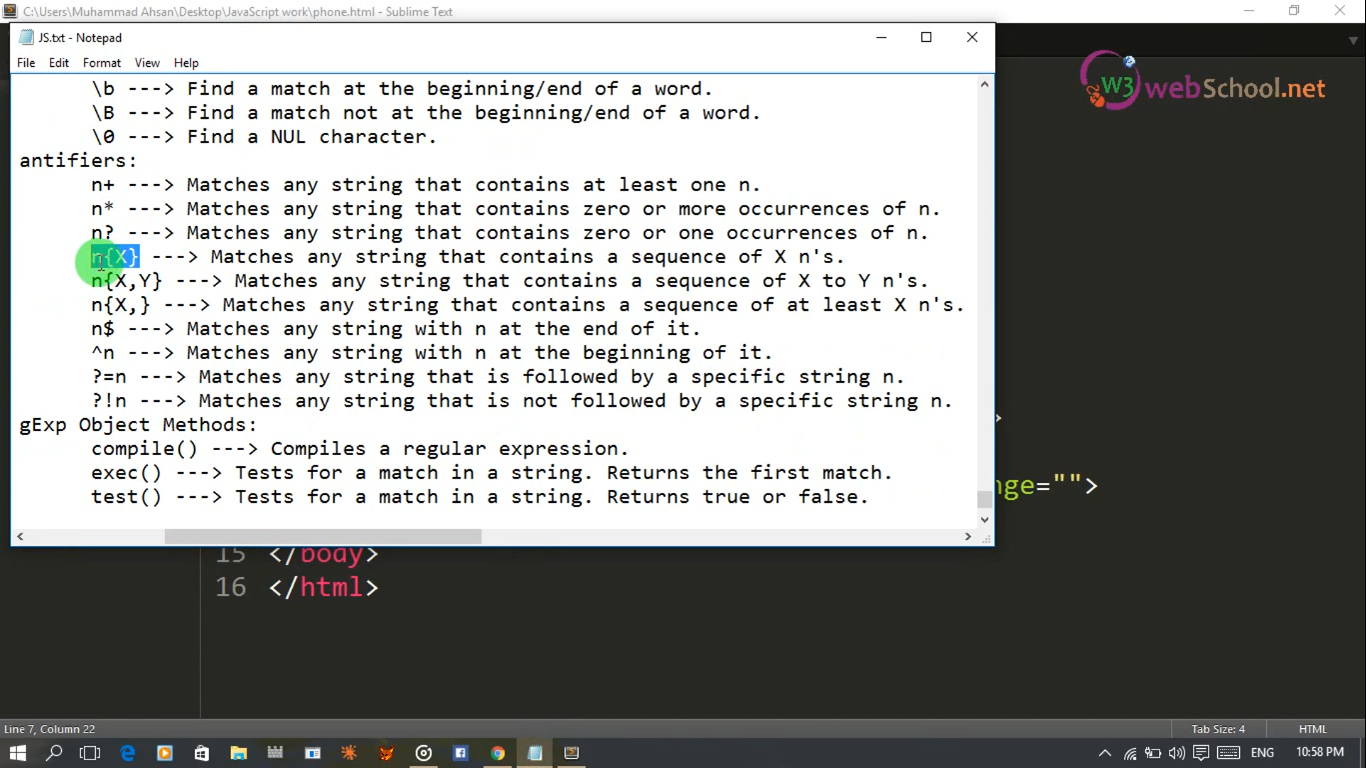 C:\Users\Muhammad Ahsan\Desktop\JavaScript work\phone.html - Sublime Text
JS.txt - Notepad
File Edit Format View Help
W3 webSchool.net
\b ---> Find a match at the beginning/end of a word.
\B ---> Find a match not at the beginning/end of a word.
\0 ---> Find a NUL character.
antifiers:
n+ ---> Matches any string that contains at least one n.
n* ---> Matches any string that contains zero or more occurrences of n.
n? ---> Matches any string that contains zero or one occurrences of n.
n{X} ---> Matches any string that contains a sequence of X n's.
n{X,Y} ---> Matches any string that contains a sequence of X to Y n's.
n{X,} ---> Matches any string that contains a sequence of at least X n's.
n$ ---> Matches any string with n at the end of it.
^n ---> Matches any string with n at the beginning of it.
?=n ---> Matches any string that is followed by a specific string n.
?!n ---> Matches any string that is not followed by a specific string n.
gExp Object Methods:
compile() ---> Compiles a regular expression.
exec() ---> Tests for a match in a string. Returns the first match.
test() ---> Tests for a match in a string. Returns true or false.
>
nge="">
15 </body>
16 </html>
Line 7, Column 22
Tab Size: 4 HTML
ENG 10:58 PM